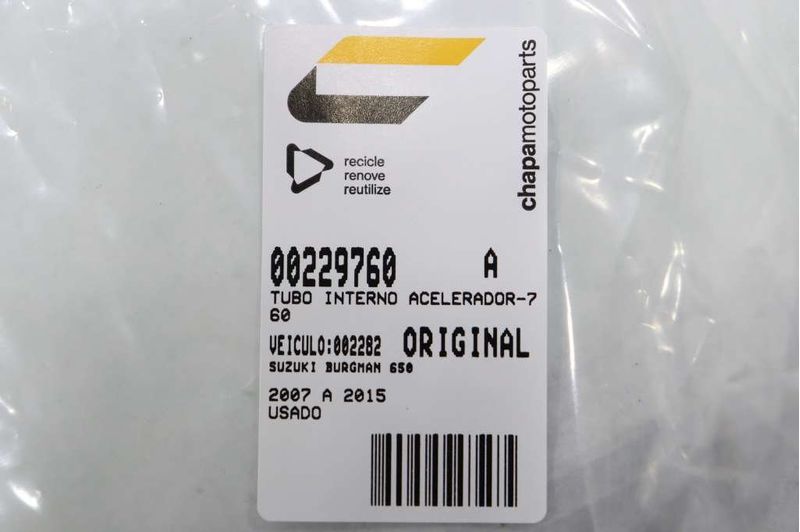 chapamotoparts
recicle
renove
reutilize
00229760 A
TUBO INTERNO ACELERADOR-7
60
VEICULO:002282 ORIGINAL
SUZUKI BURGMAN 650
2007 A 2015
USADO